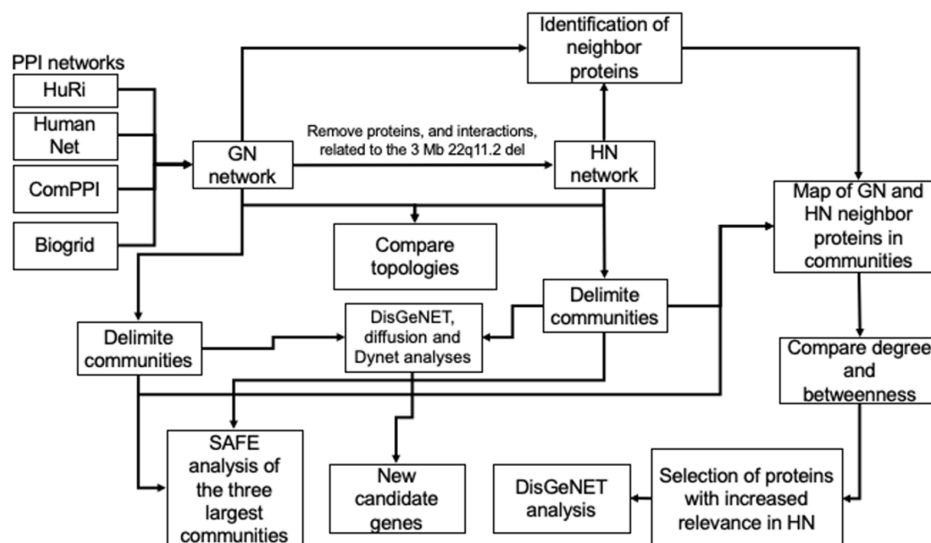 PPI networks
HuRi
Human
Net
ComPPI
Biogrid
GN
network
Remove proteins, and interactions,
related to the 3 Mb 22q11.2 del
HN
network
Identification of
neighbor
proteins
Compare
topologies
Map of GN and
HN neighbor
proteins in
communities
Delimite
communities
DisGeNET,
diffusion and
Dynet analyses
Delimite
communities
Compare degree
and
betweenness
SAFE
analysis of
the three
largest
communities
New
candidate
genes
DisGeNET
analysis
Selection of proteins
with increased
relevance in HN